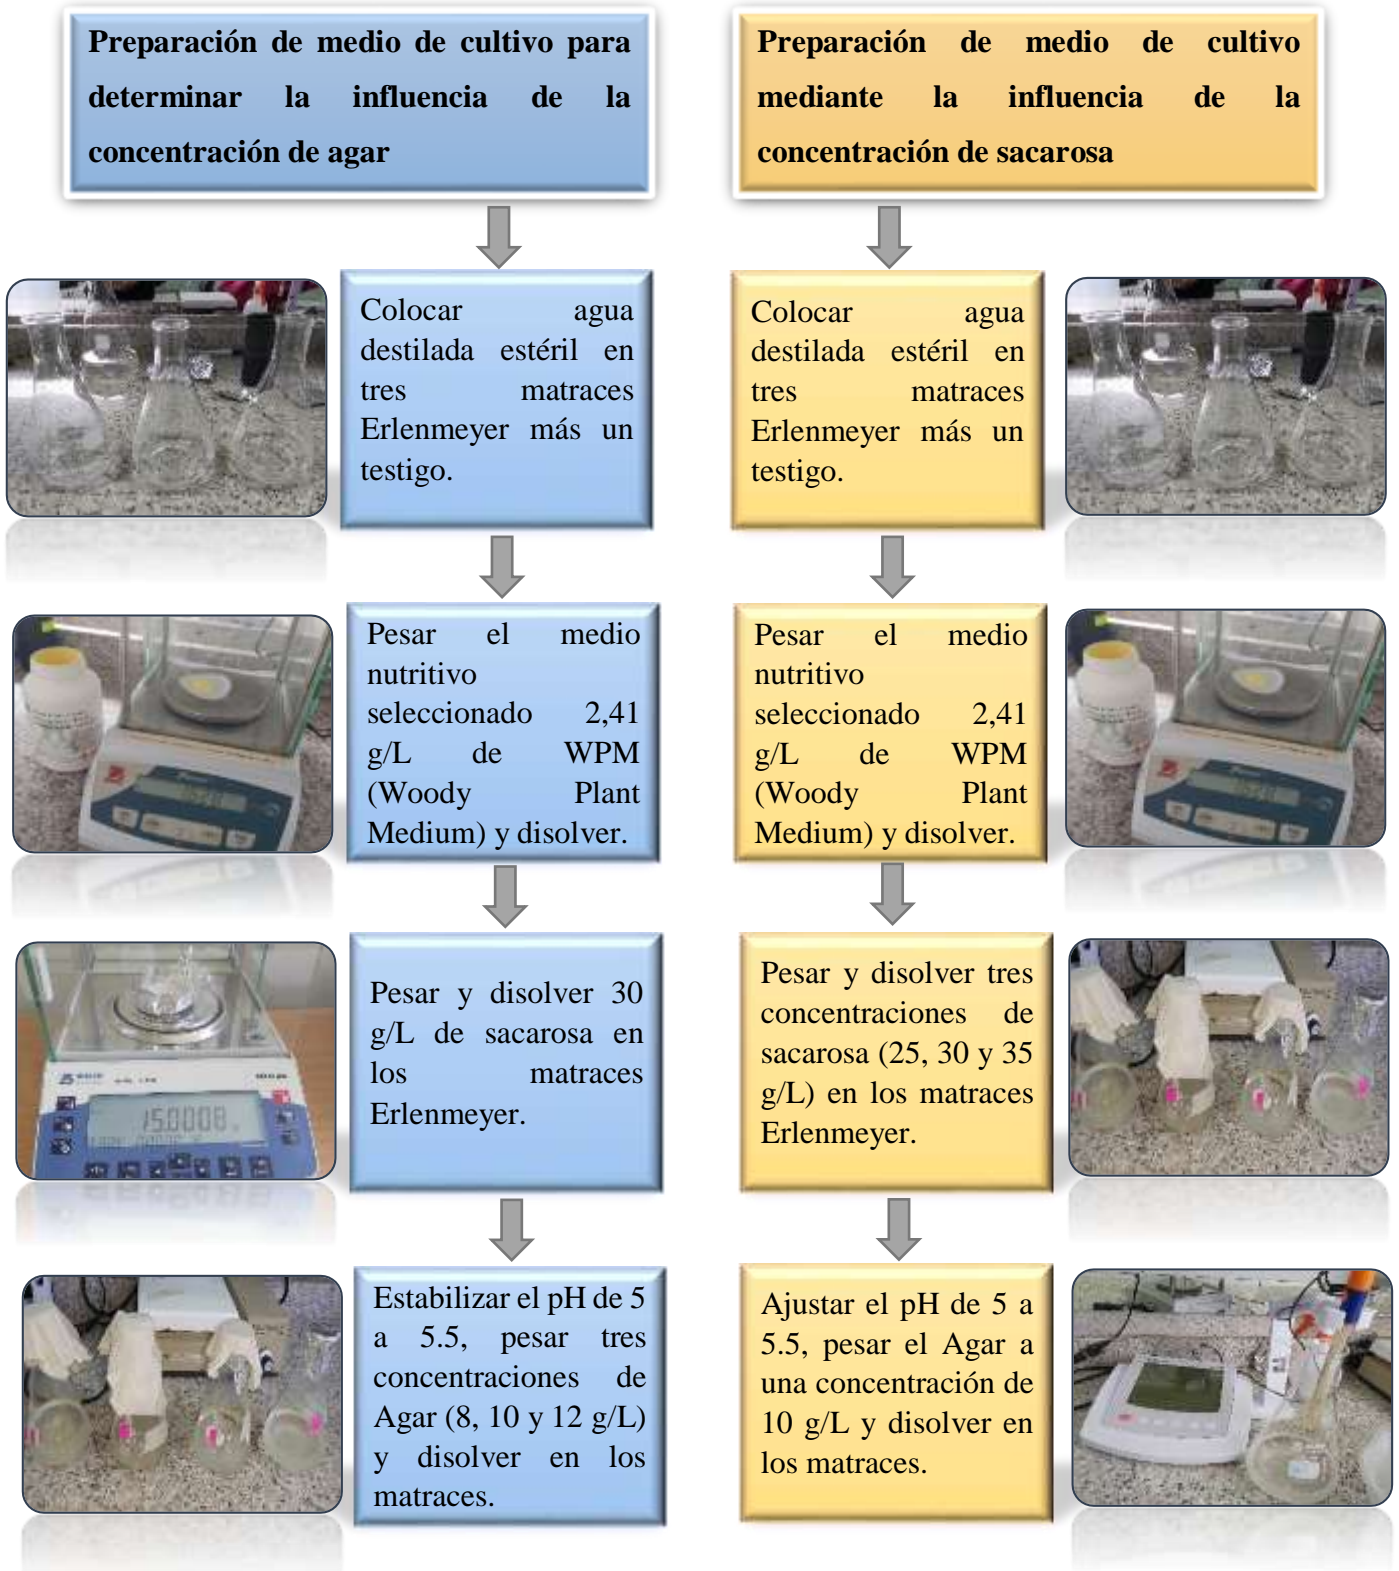 Preparación de medio de cultivo para
determinar la influencia de la
concentración de agar
Preparación de medio de cultivo
mediante la influencia de la
concentración de sacarosa
Colocar agua
destilada estéril en
tres matraces
Erlenmeyer más un
testigo.
Colocar agua
destilada estéril en
tres matraces
Erlenmeyer más un
testigo.
Pesar el medio
nutritivo
seleccionado 2,41
g/L de WPM
(Woody Plant
Medium) y disolver.
Pesar el medio
nutritivo
seleccionado 2,41
g/L de WPM
(Woody Plant
Medium) y disolver.
15.0008
Pesar y disolver 30
g/L de sacarosa en
los matraces
Erlenmeyer.
Pesar y disolver tres
concentraciones de
sacarosa (25, 30 y 35
g/L) en los matraces
Erlenmeyer.
Estabilizar el pH de 5
a 5.5, pesar tres
concentraciones de
Agar (8, 10 y 12 g/L)
y disolver en los
matraces.
Ajustar el pH de 5 a
5.5, pesar el Agar a
una concentración de
10 g/L y disolver en
los matraces.